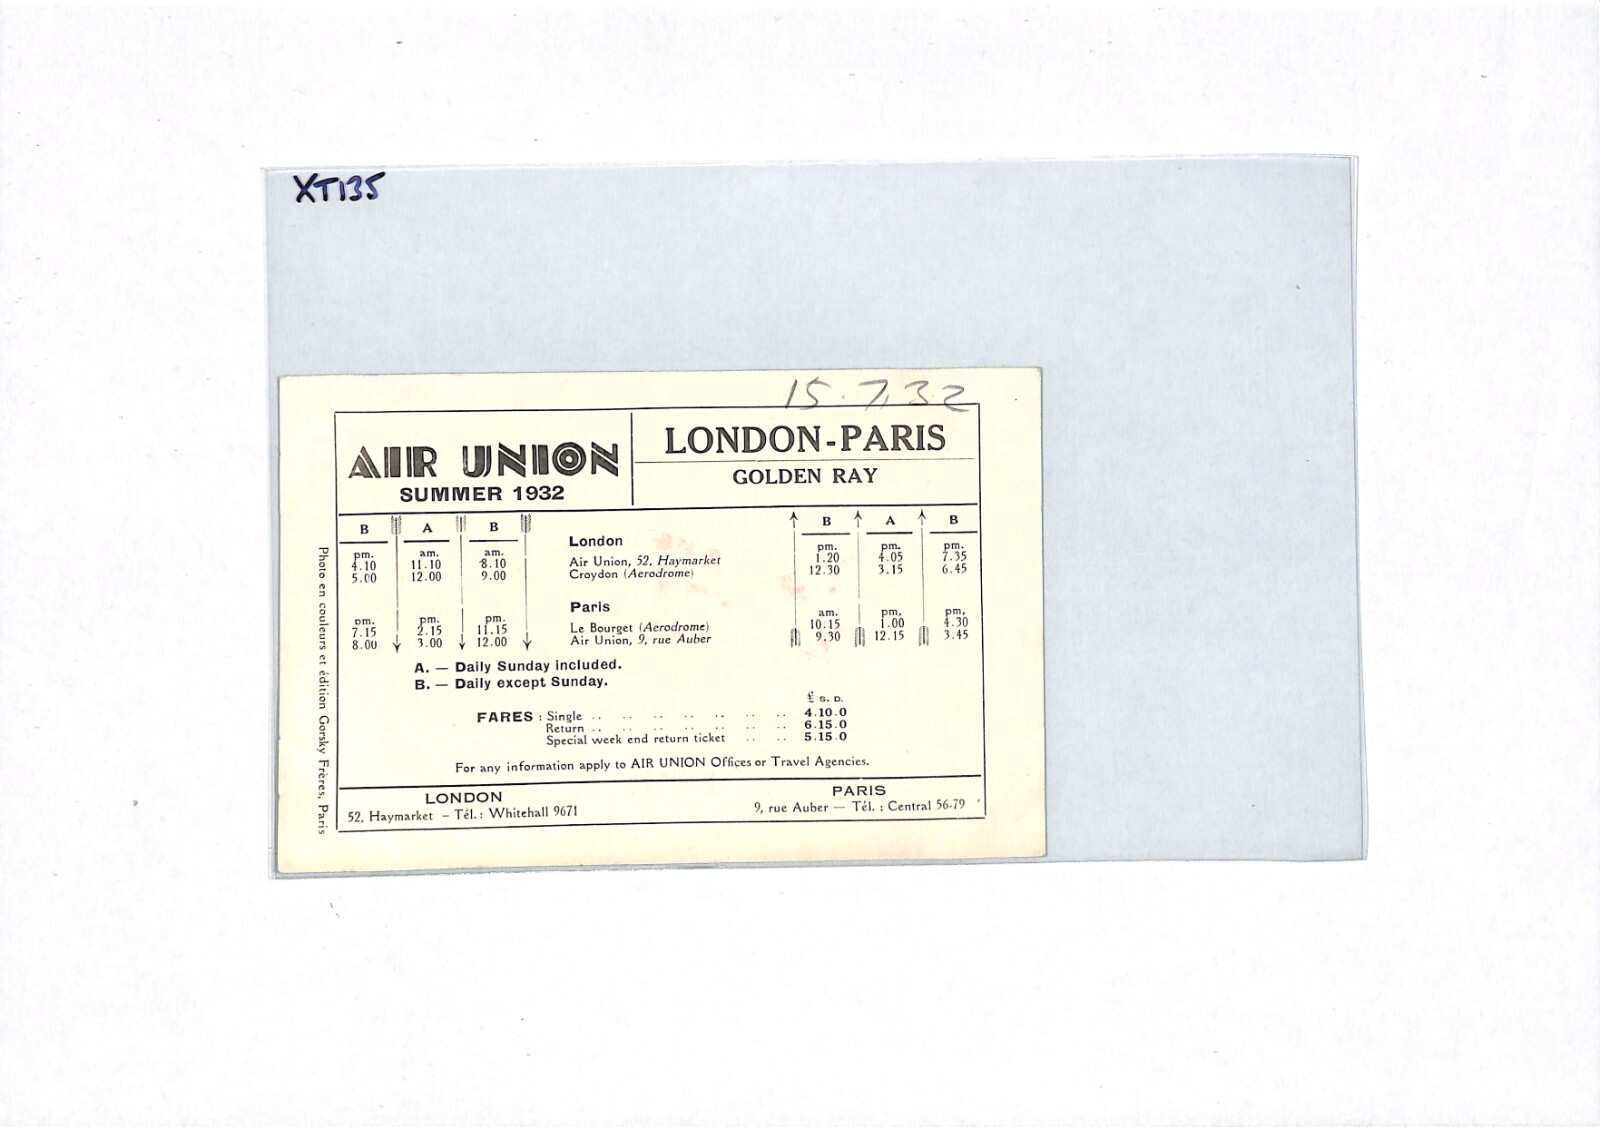 XT135
15.7.32
AIR UNION
SUMMER 1932
LONDON-PARIS
GOLDEN RAY
B A B B A B
London
pm. am. am. pm. pm. pm.
4.10 11.10 8.10 Air Union, 52, Haymarket 1.20 4.05 7.35
5.00 12.00 9.00 Croydon (Aerodrome) 12.30 3.15 6.45
Paris
pm. pm. pm. am. pm. pm.
7.15 2.15 11.15 Le Bourget (Aerodrome) 10.15 1.00 4.30
8.00 3.00 12.00 Air Union, 9, rue Auber 9.30 12.15 3.45
A. — Daily Sunday included.
B. — Daily except Sunday.
£ S. D.
FARES : Single .. .. .. .. .. .. .. 4.10.0
Return .. .. .. .. .. .. .. 6.15.0
Special week end return ticket .. .. 5.15.0
For any information apply to AIR UNION Offices or Travel Agencies.
LONDON
52, Haymarket – Tél.: Whitehall 9671
PARIS
9, rue Auber — Tél. : Central 56-79
Photo en couleurs et édition Gorsky Frères, Paris